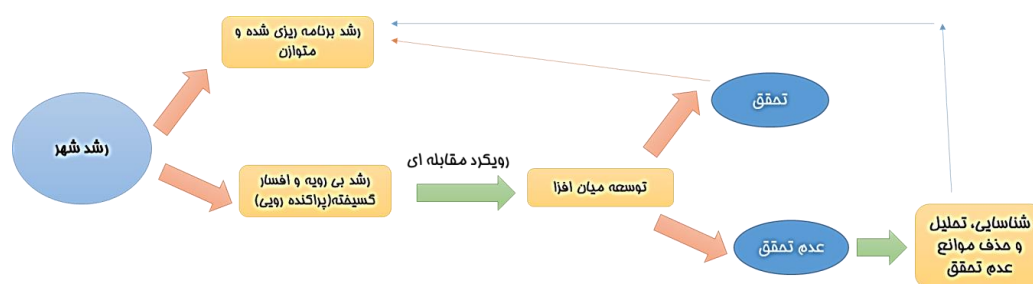 رشد شهر
رشد برنامه ریزی شده و
متوازن
رشد بی رویه و افسار
گسیخته(پراکنده رویی)
رویکرد مقابله ای
توسعه میان افزا
تحقق
عدم تحقق
شناسایی، تحلیل
و حذف موانع
عدم تحقق